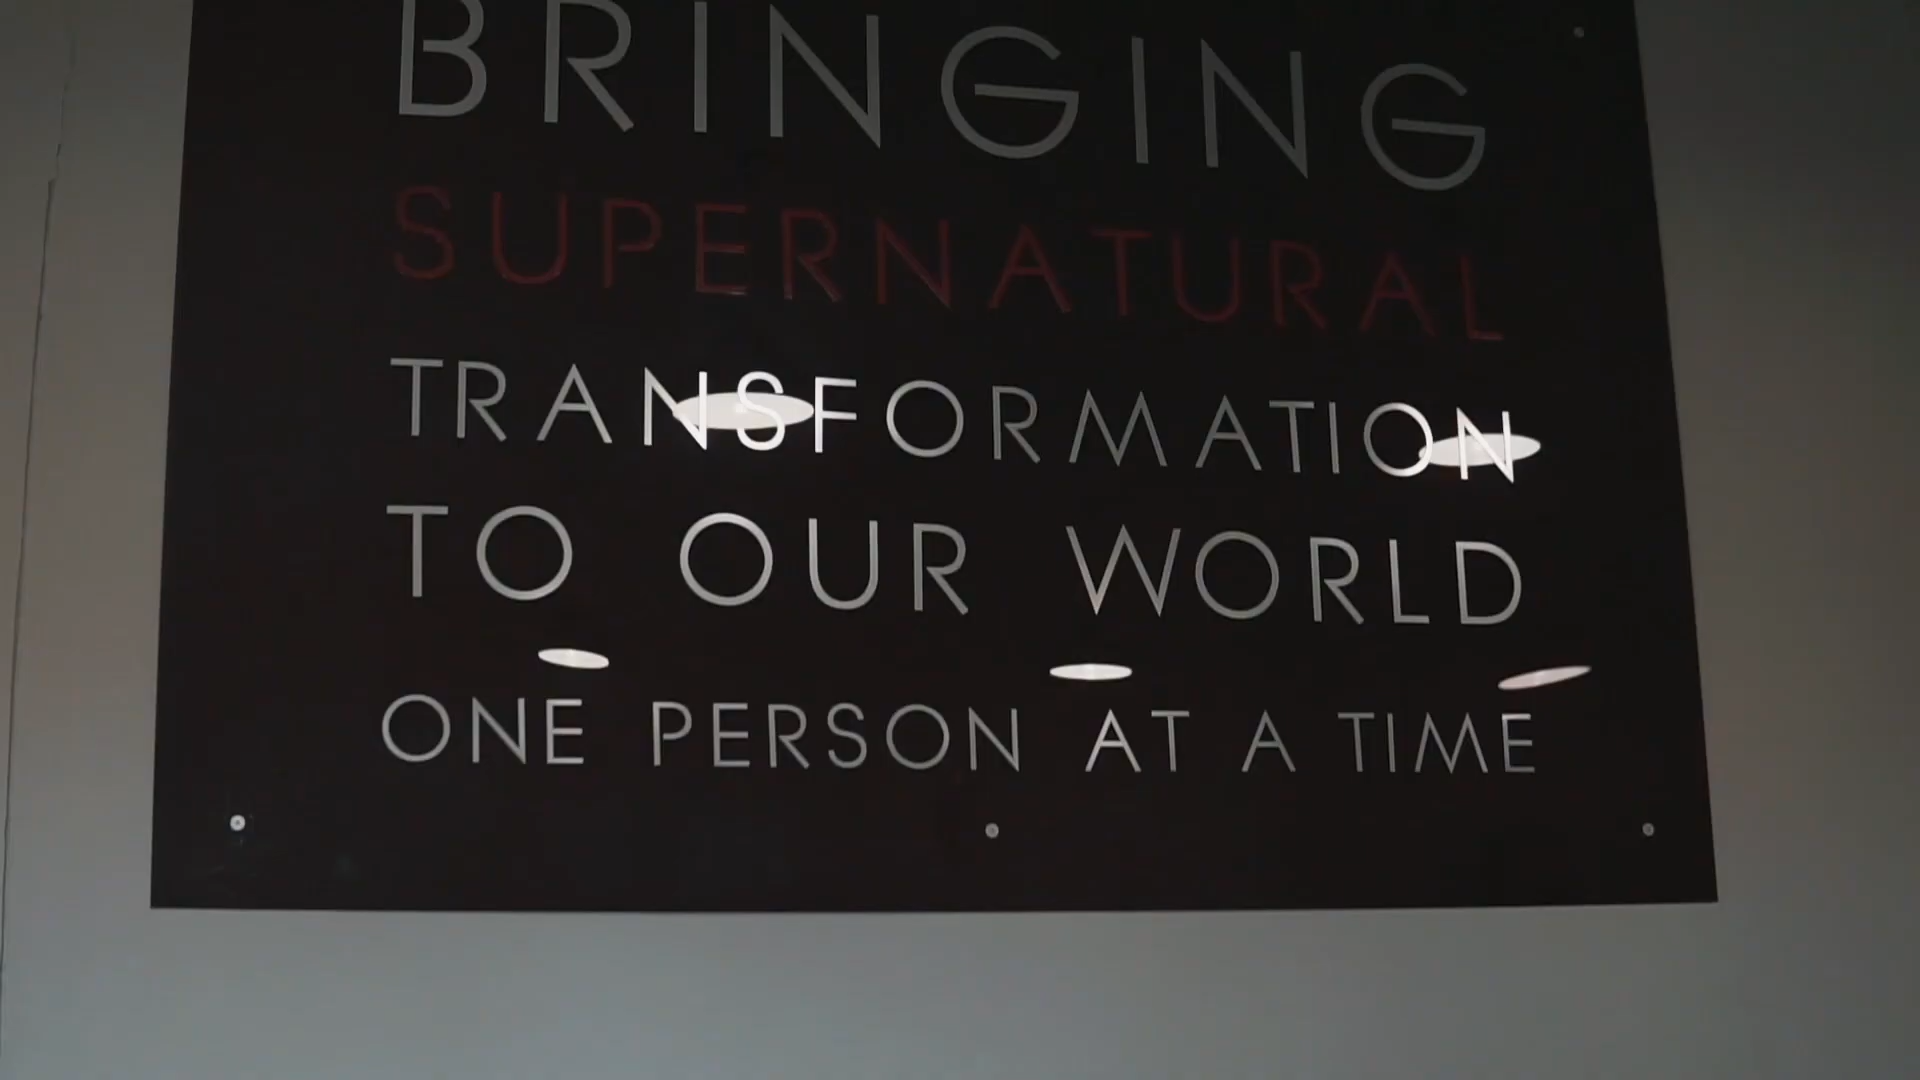 BRINGING
SUPERNATURAL
TRANSFORMATION
TO OUR WORLD
ONE PERSON AT A TIME